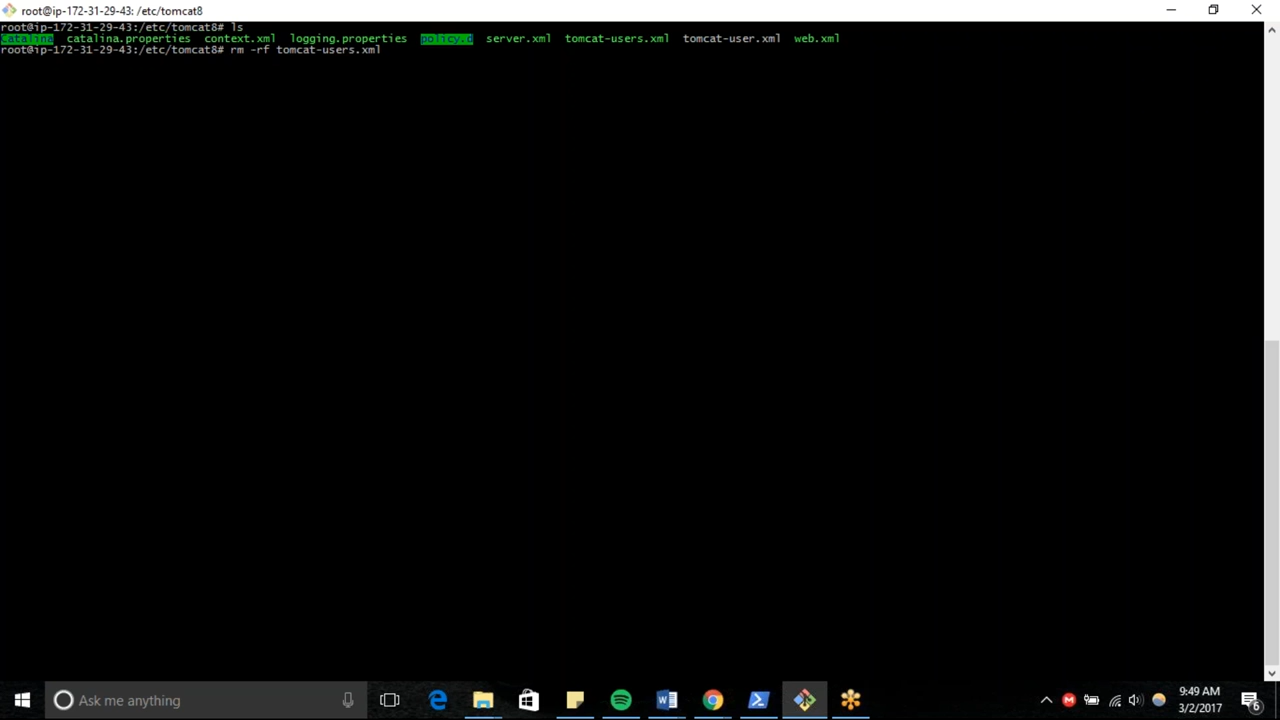 root@ip-172-31-29-43: /etc/tomcat8
root@ip-172-31-29-43:/etc/tomcat8# ls
Catalina catalina.properties context.xml logging.properties policy.d server.xml tomcat-users.xml tomcat-user.xml web.xml
root@ip-172-31-29-43:/etc/tomcat8# rm -rf tomcat-users.xml
Ask me anything
9:49 AM
3/2/2017
6